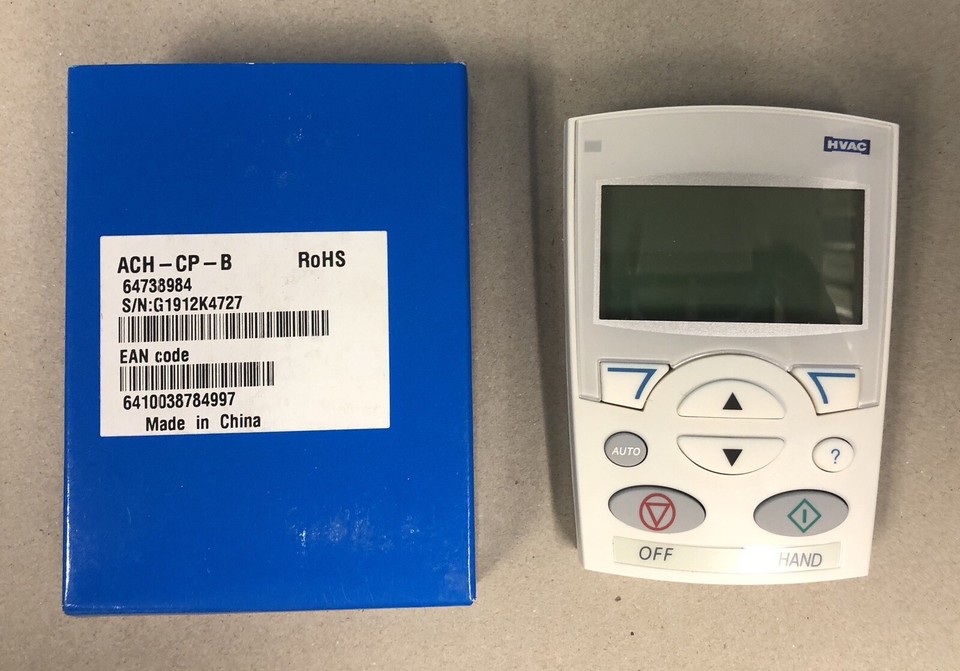 ACH-CP-B RoHS
64738984
S/N:G1912K4727
EAN code
6410038784997
Made in China
HVAC
AUTO
?
OFF HAND